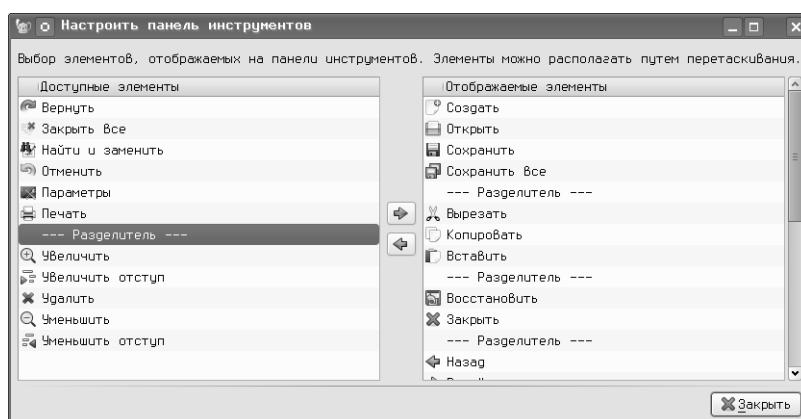 Настроить панель инструментов
Выбор элементов, отображаемых на панели инструментов. Элементы можно располагать путем перетаскивания.
Доступные элементы
Вернуть
Закрыть все
Найти и заменить
Отменить
Параметры
Печать
--- Разделитель ---
Увеличить
Увеличить отступ
Удалить
Уменьшить
Уменьшить отступ
Отображаемые элементы
Создать
Открыть
Сохранить
Сохранить все
--- Разделитель ---
Вырезать
Копировать
Вставить
--- Разделитель ---
Восстановить
Закрыть
--- Разделитель ---
Назад
Закрыть